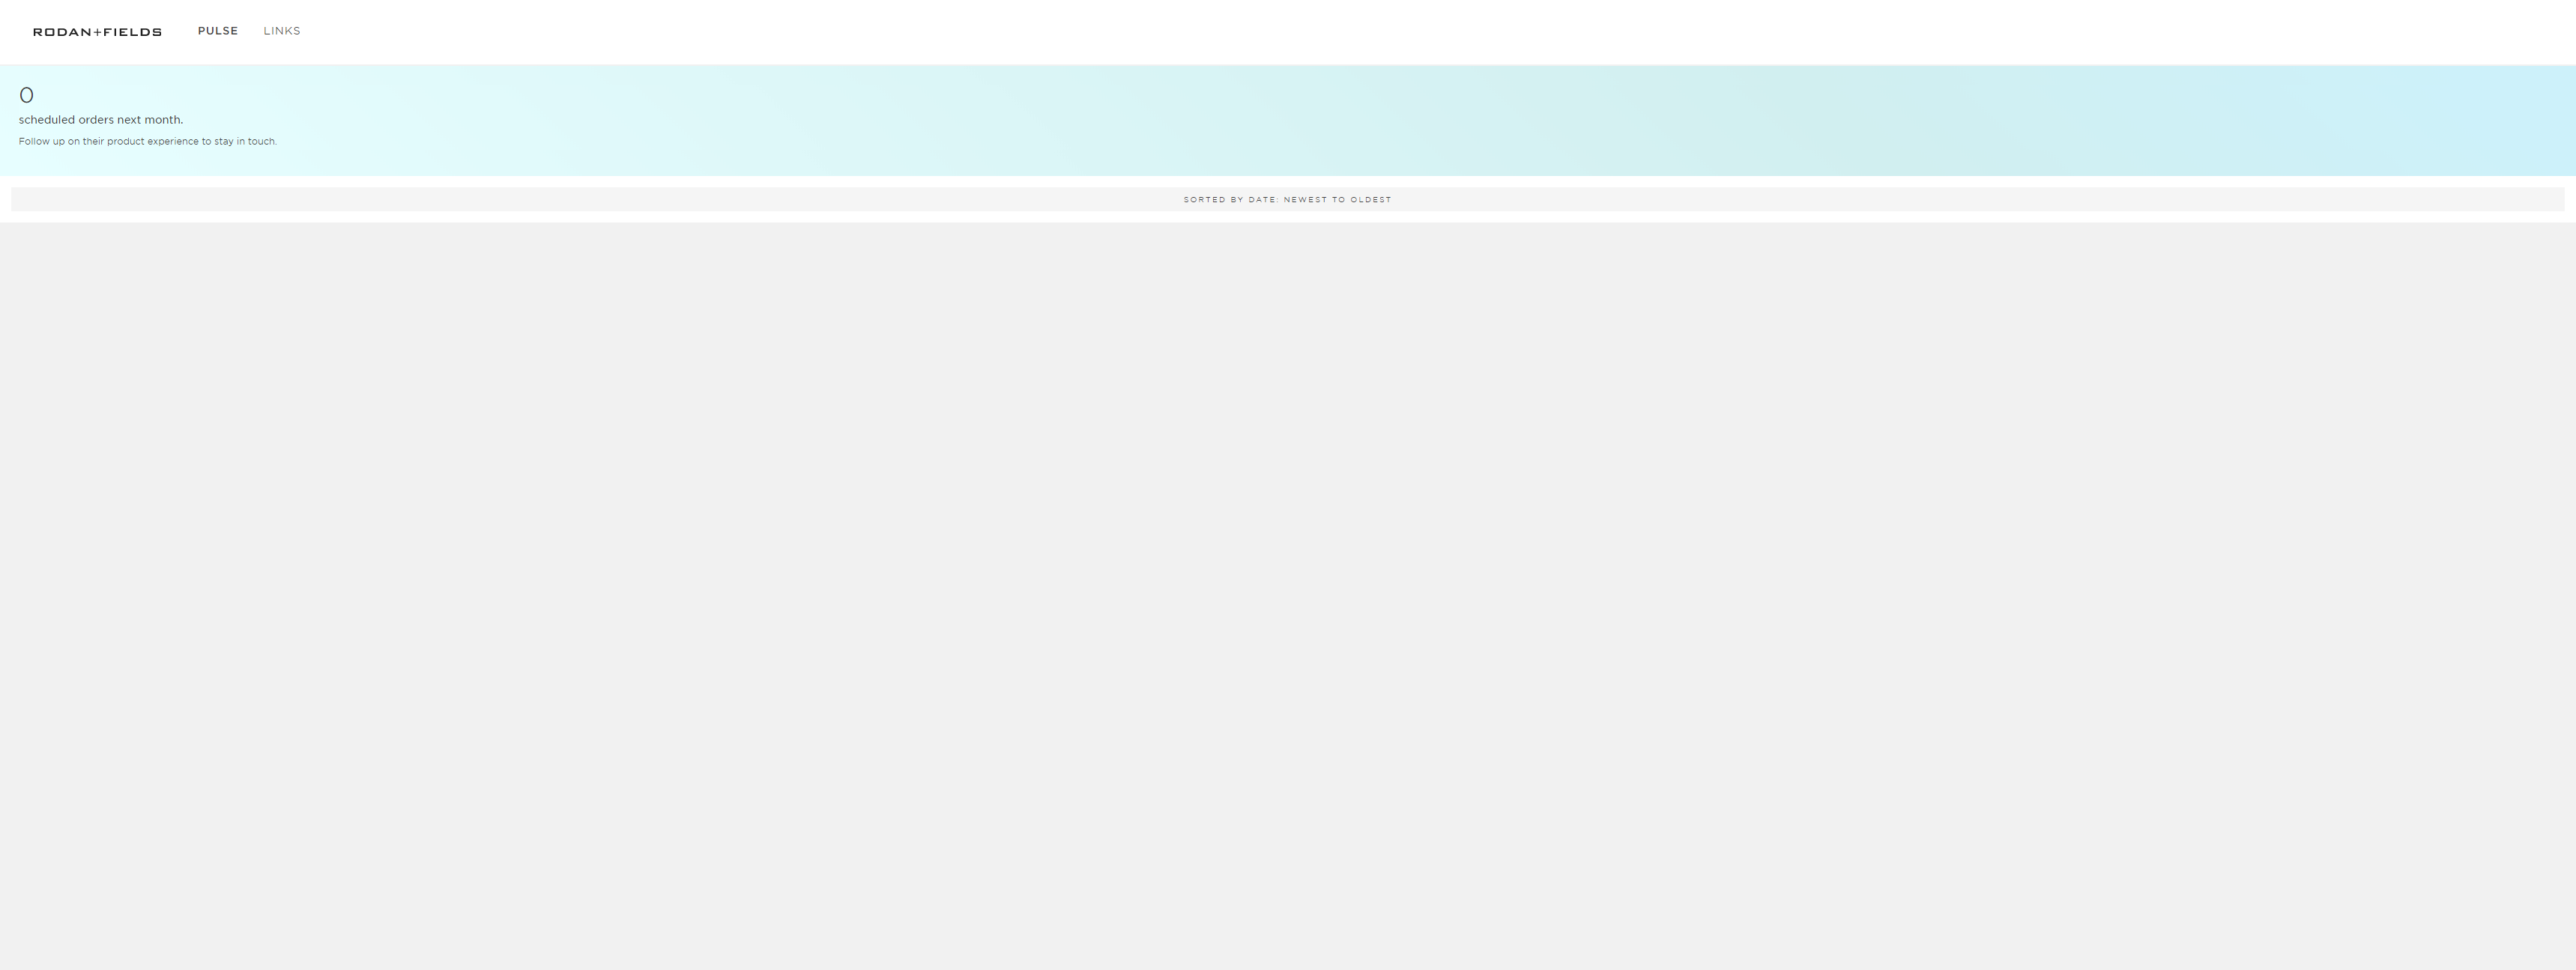 RODAN+FIELDS PULSE LINKS
0
scheduled orders next month.
Follow up on their product experience to stay in touch.
SORTED BY DATE: NEWEST TO OLDEST